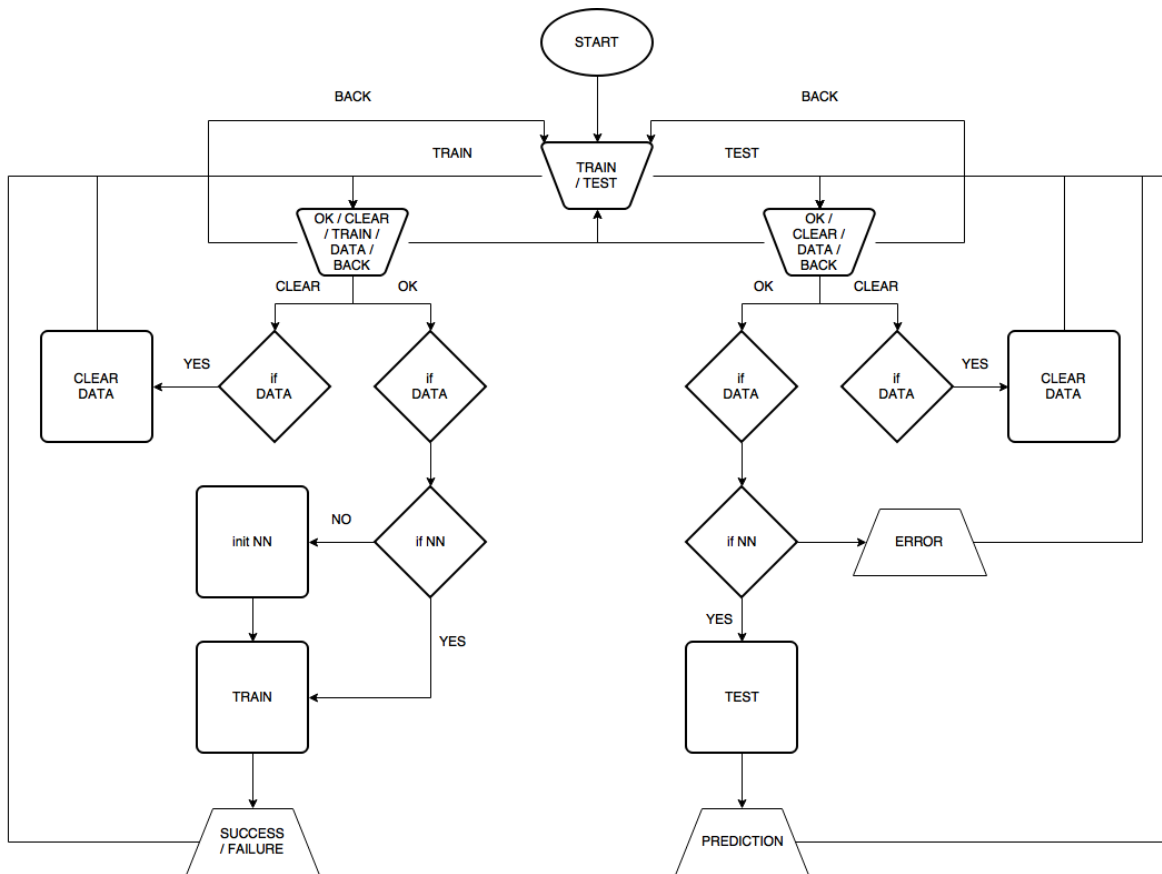 START
BACK
BACK
TRAIN
TEST
TRAIN
/ TEST
OK / CLEAR
/ TRAIN /
DATA /
BACK
OK /
CLEAR /
DATA /
BACK
CLEAR
OK
OK
CLEAR
CLEAR
DATA
YES
if
DATA
if
DATA
if
DATA
if
DATA
YES
CLEAR
DATA
init NN
NO
if NN
if NN
ERROR
YES
YES
TRAIN
TEST
SUCCESS
/ FAILURE
PREDICTION